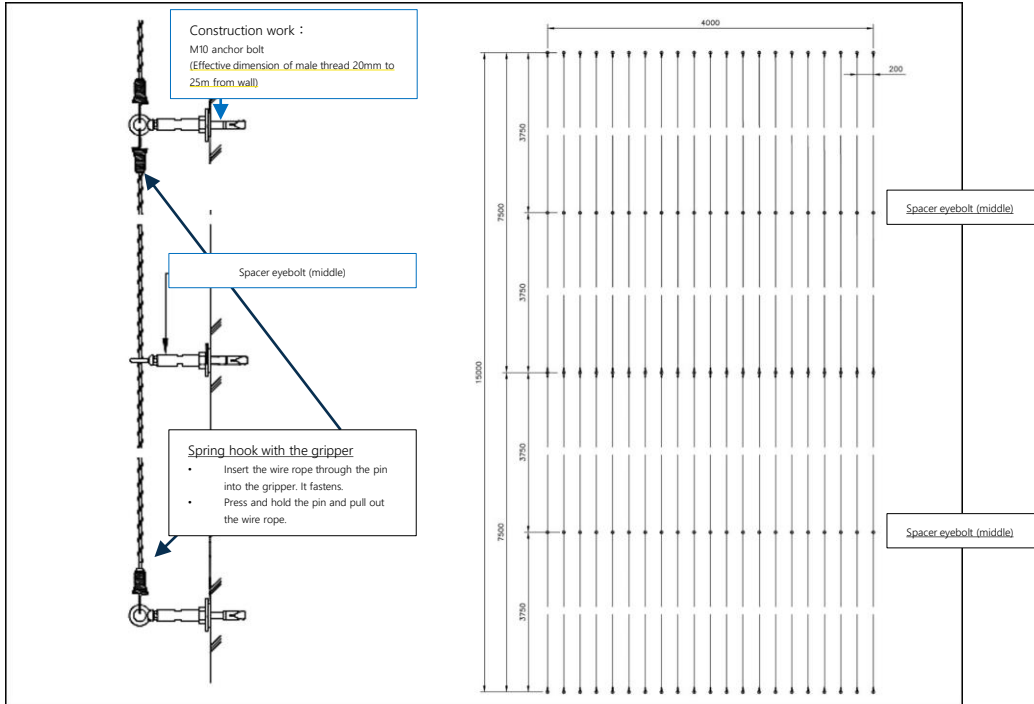 Construction work：
M10 anchor bolt
(Effective dimension of male thread 20mm to
25m from wall)
Spacer eyebolt (middle)
Spring hook with the gripper
• Insert the wire rope through the pin
into the gripper. It fastens.
• Press and hold the pin and pull out
the wire rope.
4000
200
3750
7500
3750
15000
3750
7500
3750
Spacer eyebolt (middle)
Spacer eyebolt (middle)